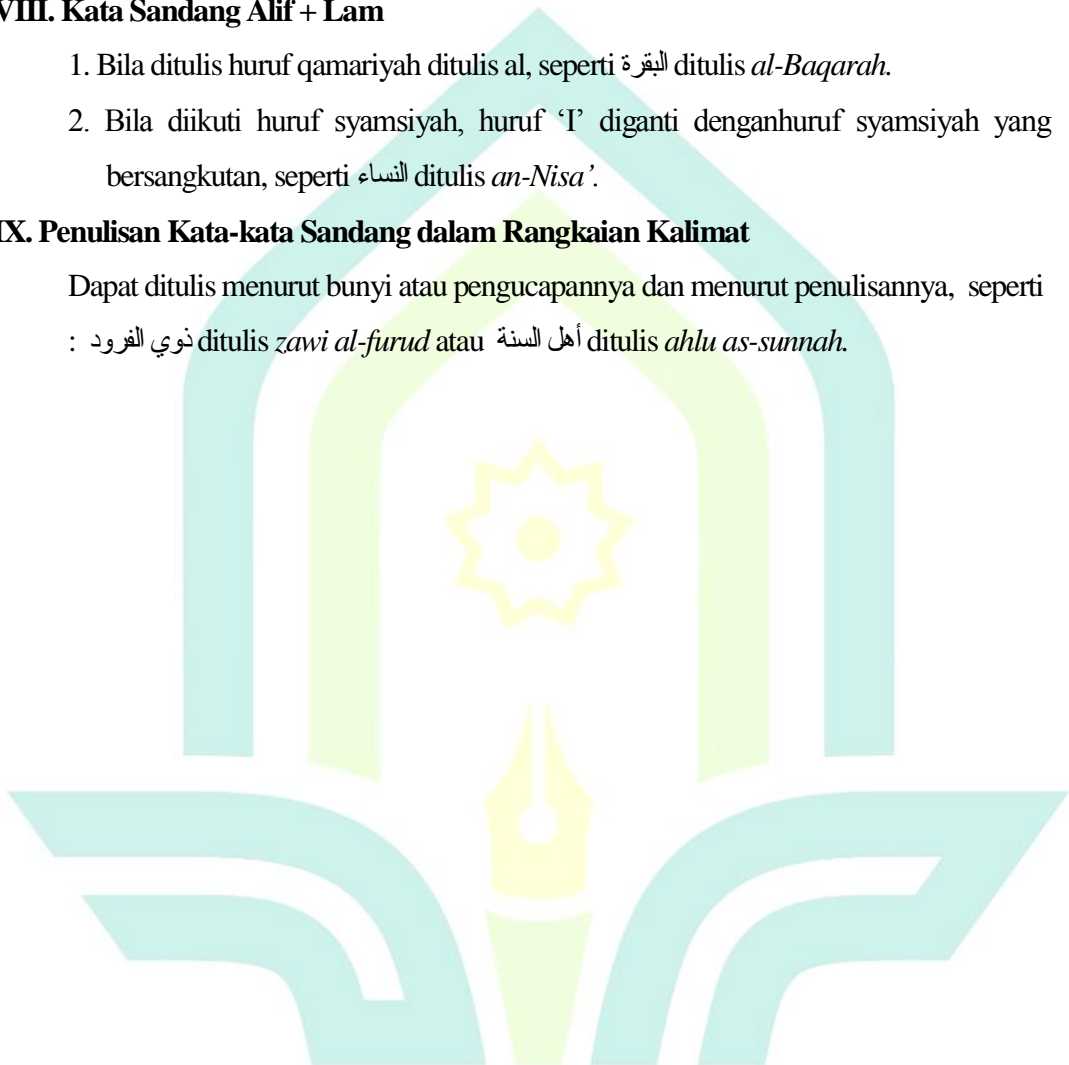 VIII. Kata Sandang Alif + Lam
1. Bila ditulis huruf qamariyah ditulis al, seperti البقرة ditulis al-Baqarah.
2. Bila diikuti huruf syamsiyah, huruf ‘I’ diganti denganhuruf syamsiyah yang
bersangkutan, seperti النساء ditulis an-Nisa’.
IX. Penulisan Kata-kata Sandang dalam Rangkaian Kalimat
Dapat ditulis menurut bunyi atau pengucapannya dan menurut penulisannya, seperti
: ذوي الفرود ditulis zawi al-furud atau أهل السنة ditulis ahlu as-sunnah.